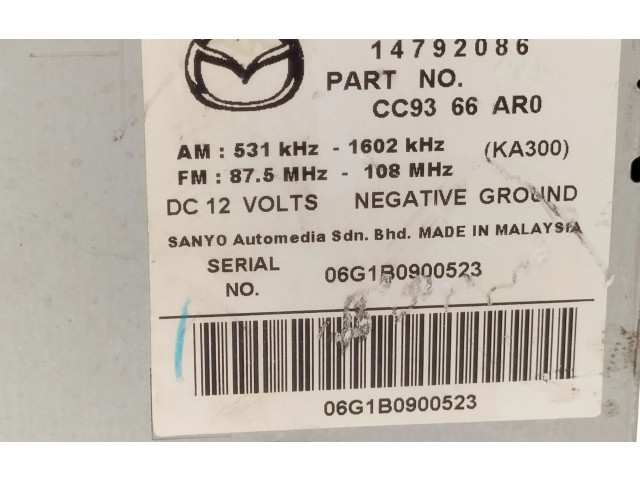 14792086
PART NO.
CC93 66 AR0
AM : 531 kHz - 1602 kHz (KA300)
FM : 87.5 MHz - 108 MHz
DC 12 VOLTS NEGATIVE GROUND
SANYO Automedia Sdn. Bhd. MADE IN MALAYSIA
SERIAL NO. 06G1B0900523
06G1B0900523